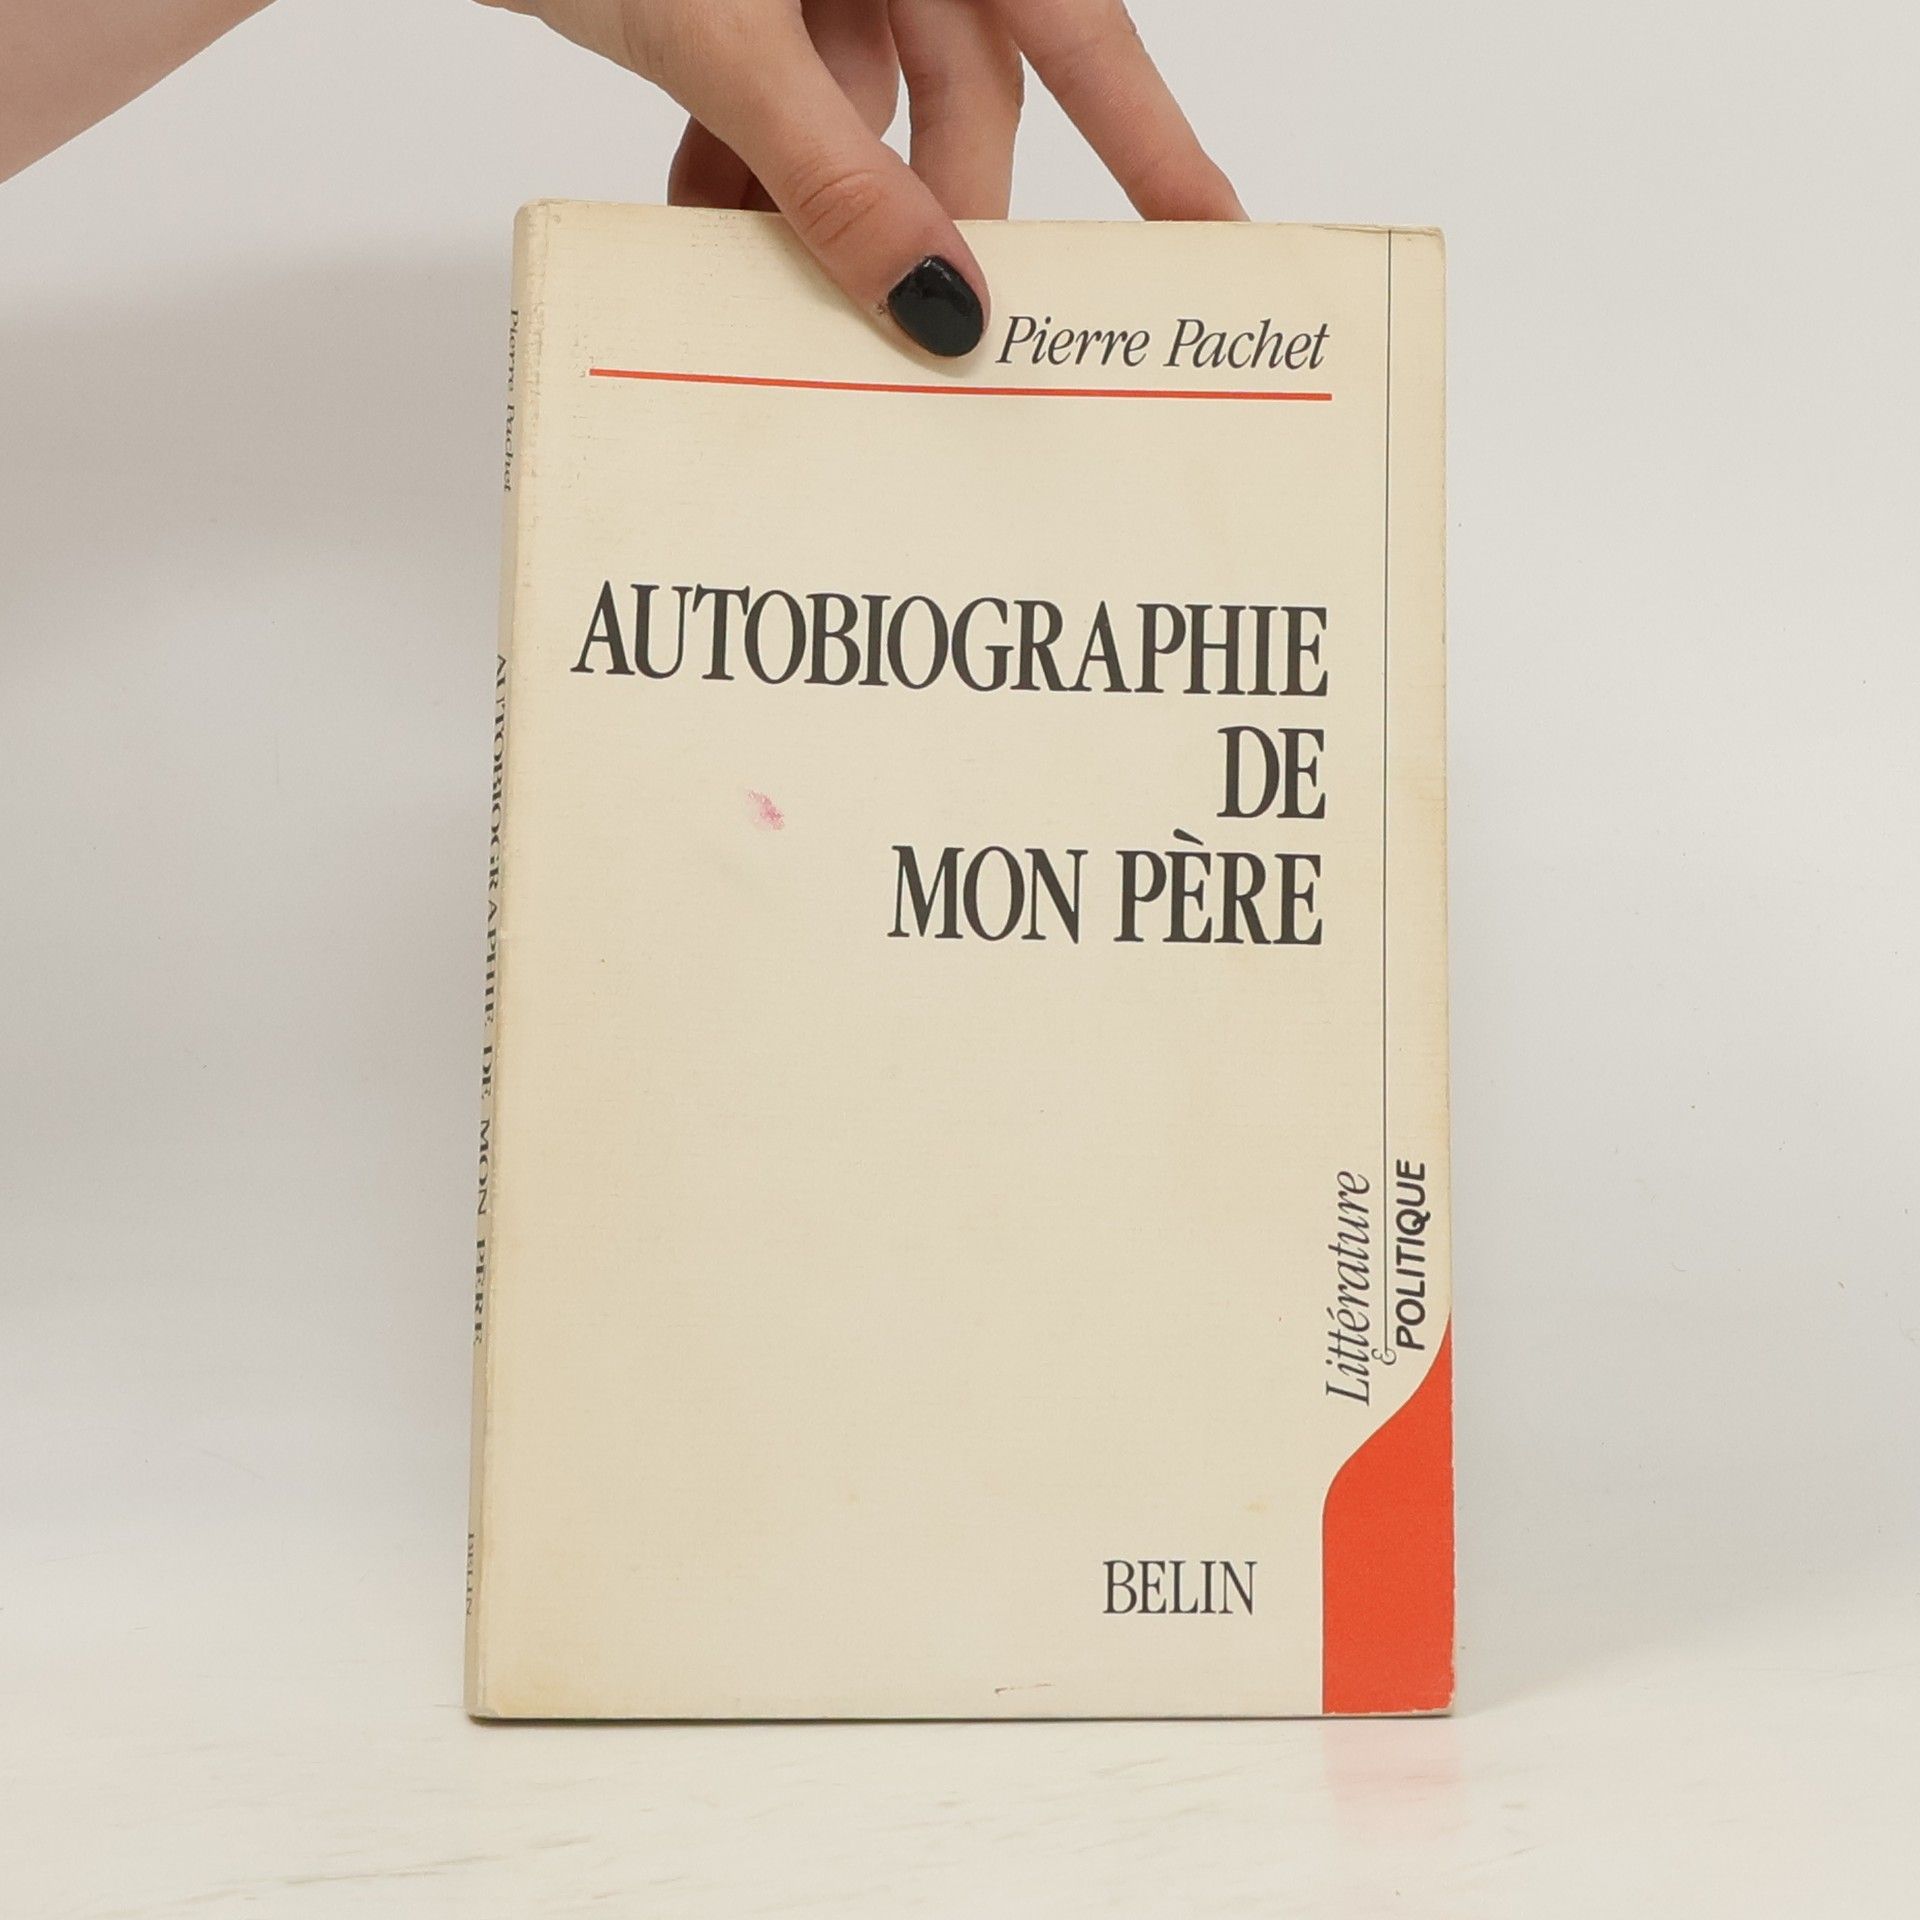 Pierre Pachet
AUTOBIOGRAPHIE
DE
MON PÈRE
Littérature
&
POLITIQUE
BELIN
Pierre Pachet
AUTOBIOGRAPHIE DE MON PÈRE
BELIN